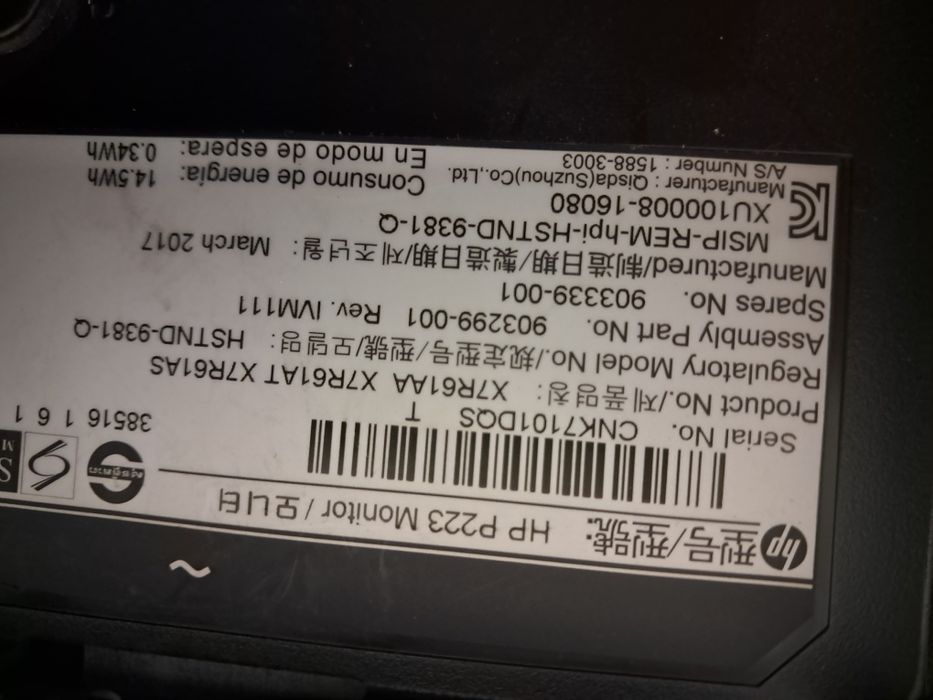 hp 型号/型號: HP P223 Monitor / 모니터
Serial No. CNK7101DQS T
38516 1 6 1
Product No./제품명칭: X7R61AA X7R61AT X7R61AS
Regulatory Model No./规定型号/型號/모델명: HSTND-9381-Q
Assembly Part No. 903299-001 Rev. IVM111
Spares No. 903339-001
Manufactured/制造日期/製造日期/제조년월: March 2017
MSIP-REM-hpi-HSTND-9381-Q
XU100008-16080
Manufacturer : Qisda(Suzhou)Co.,Ltd.
A/S Number : 1588-3003
Consumo de energia: 14.5Wh
En modo de espera: 0.34Wh